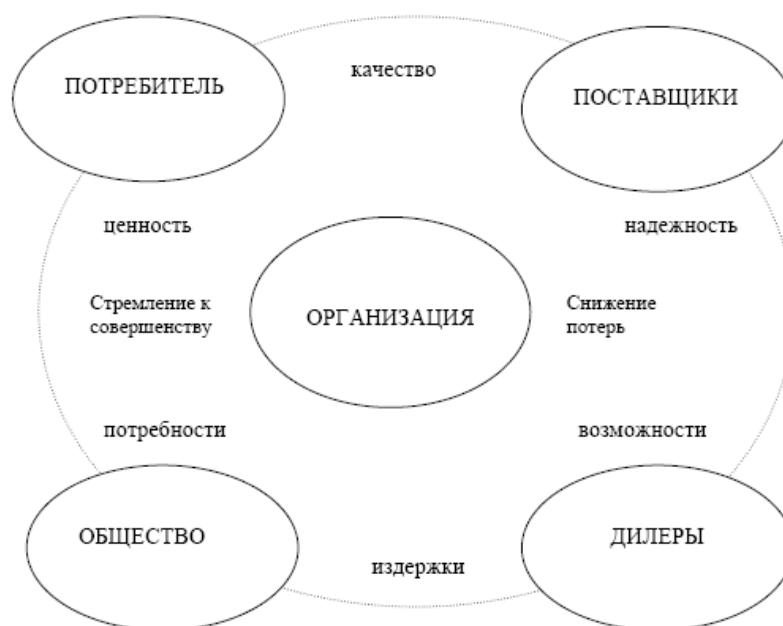 ПОТРЕБИТЕЛЬ
качество
ПОСТАВЩИКИ
ценность
надежность
Стремление к
совершенству
ОРГАНИЗАЦИЯ
Снижение
потерь
потребности
возможности
ОБЩЕСТВО
издержки
ДИЛЕРЫ